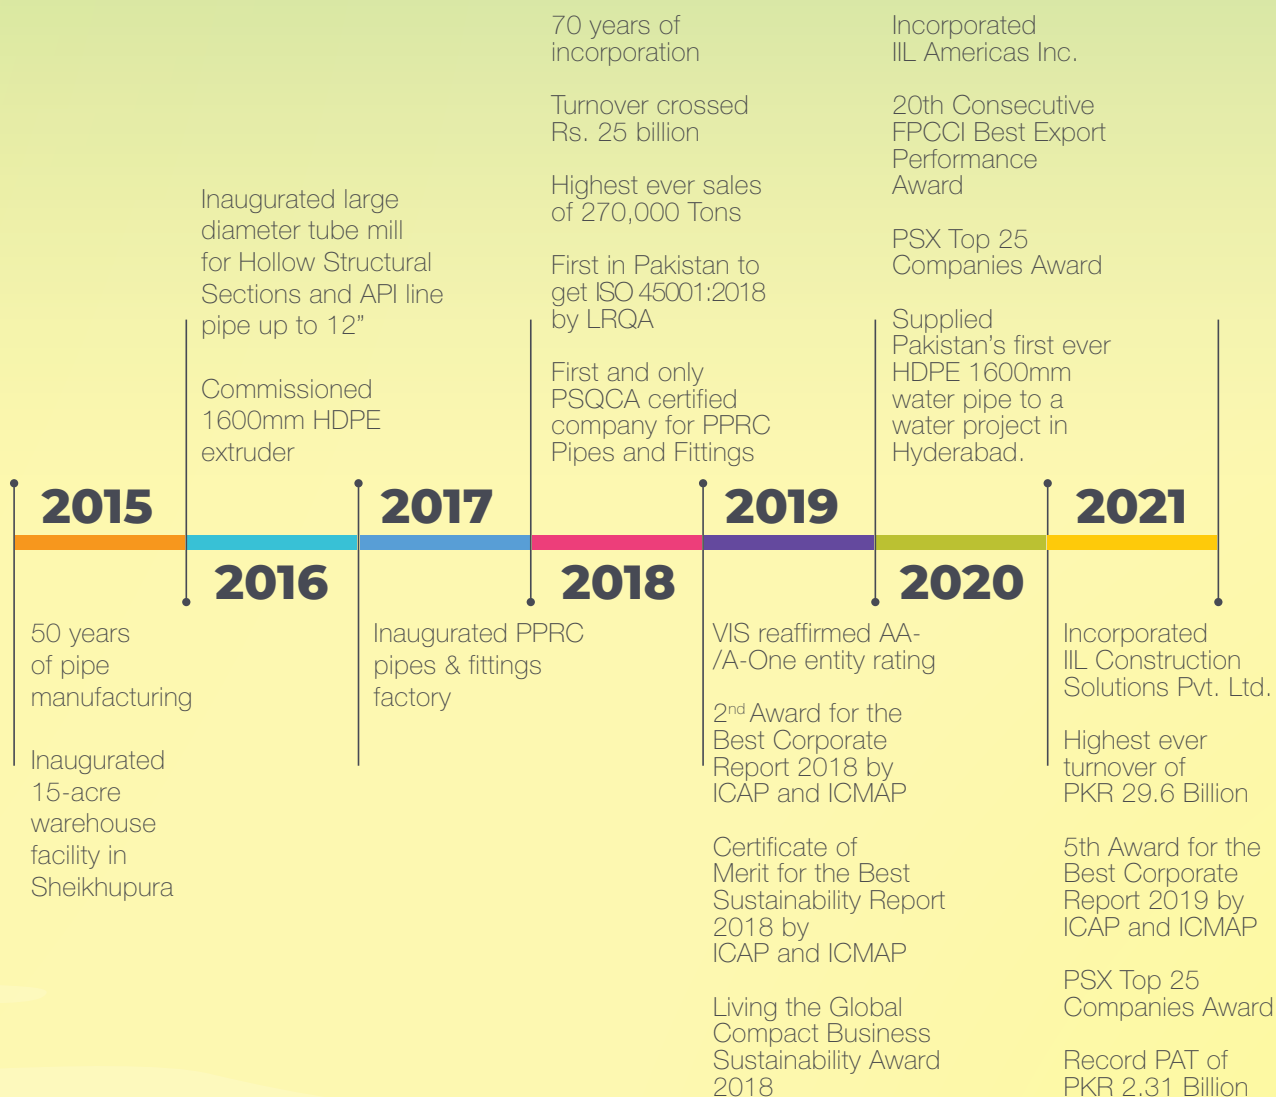 2015
50 years
of pipe
manufacturing
Inaugurated
15-acre
warehouse
facility in
Sheikhupura
Inaugurated large
diameter tube mill
for Hollow Structural
Sections and API line
pipe up to 12”
Commissioned
1600mm HDPE
extruder
2016
2017
Inaugurated PPRC
pipes & fittings
factory
70 years of
incorporation
Turnover crossed
Rs. 25 billion
Highest ever sales
of 270,000 Tons
First in Pakistan to
get ISO 45001:2018
by LRQA
First and only
PSQCA certified
company for PPRC
Pipes and Fittings
2018
2019
VIS reaffirmed AA-
/A-One entity rating
2nd Award for the
Best Corporate
Report 2018 by
ICAP and ICMAP
Certificate of
Merit for the Best
Sustainability Report
2018 by
ICAP and ICMAP
Living the Global
Compact Business
Sustainability Award
2018
Incorporated
IIL Americas Inc.
20th Consecutive
FPCCI Best Export
Performance
Award
PSX Top 25
Companies Award
Supplied
Pakistan’s first ever
HDPE 1600mm
water pipe to a
water project in
Hyderabad.
2020
2021
Incorporated
IIL Construction
Solutions Pvt. Ltd.
Highest ever
turnover of
PKR 29.6 Billion
5th Award for the
Best Corporate
Report 2019 by
ICAP and ICMAP
PSX Top 25
Companies Award
Record PAT of
PKR 2.31 Billion